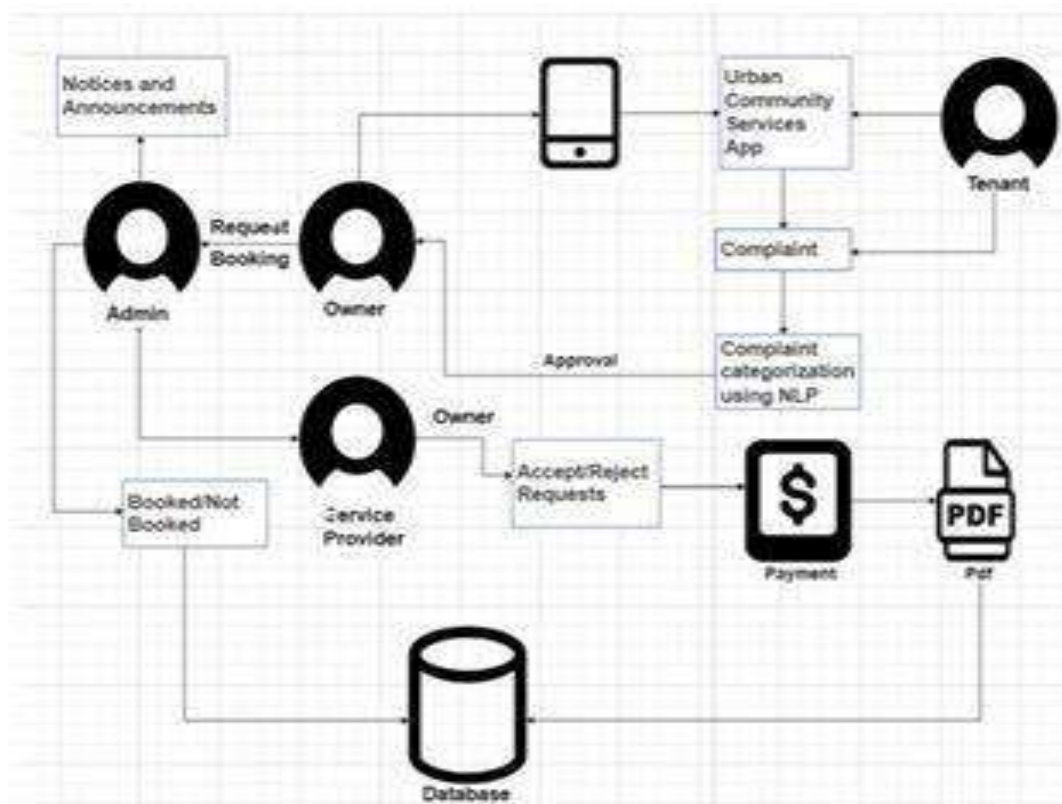 Notices and
Announcements
Urban
Community
Services
App
Tenant
Request
Booking
Admin
Owner
Complaint
Approval
Complaint
categorization
using NLP
Owner
Accept/Reject
Requests
Booked/Not
Booked
Service
Provider
$
Payment
PDF
Pdf
Database